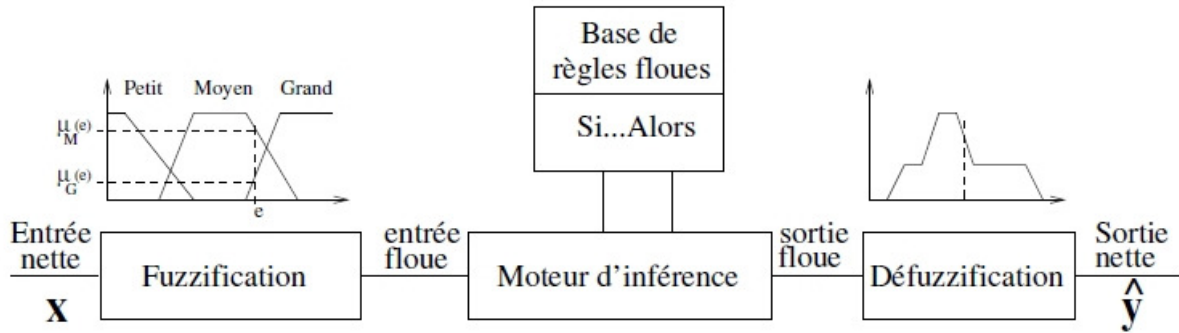 Base de
règles floues
Si...Alors
Petit Moyen Grand
μM(e)
μG(e)
e
Entrée
nette
x
Fuzzification
entrée
floue
Moteur d'inférence
sortie
floue
Défuzzification
Sortie
nette
ŷ